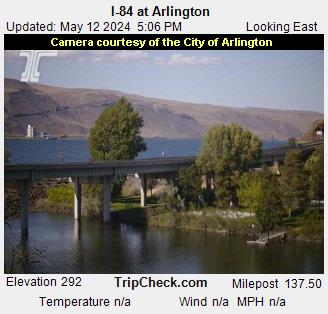 I-84 at Arlington
Updated: May 12 2024 5:06 PM Looking East
Camera courtesy of the City of Arlington
Elevation 292 TripCheck.com Milepost 137.50
Temperature n/a Wind n/a MPH n/a